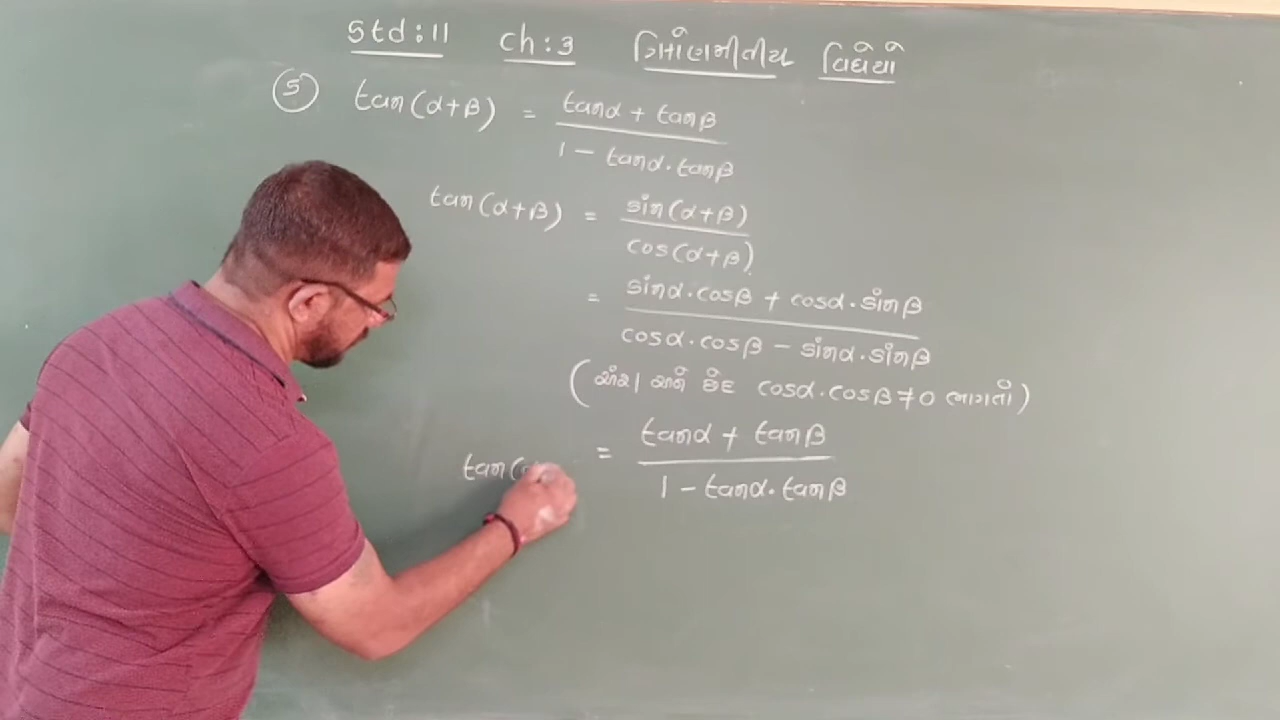 Std:11 Ch:3 ત્રિકોણમીતીય વિધેયો
5 tan(α+β) = tanα + tanβ / 1 - tanα.tanβ
tan(α+β) = sin(α+β) / cos(α+β)
= sinα.cosβ + cosα.sinβ / cosα.cosβ - sinα.sinβ
(અંશ અને છેદ cosα.cosβ≠0 ભાગતાં)
tan(α = tanα + tanβ / 1 - tanα.tanβ